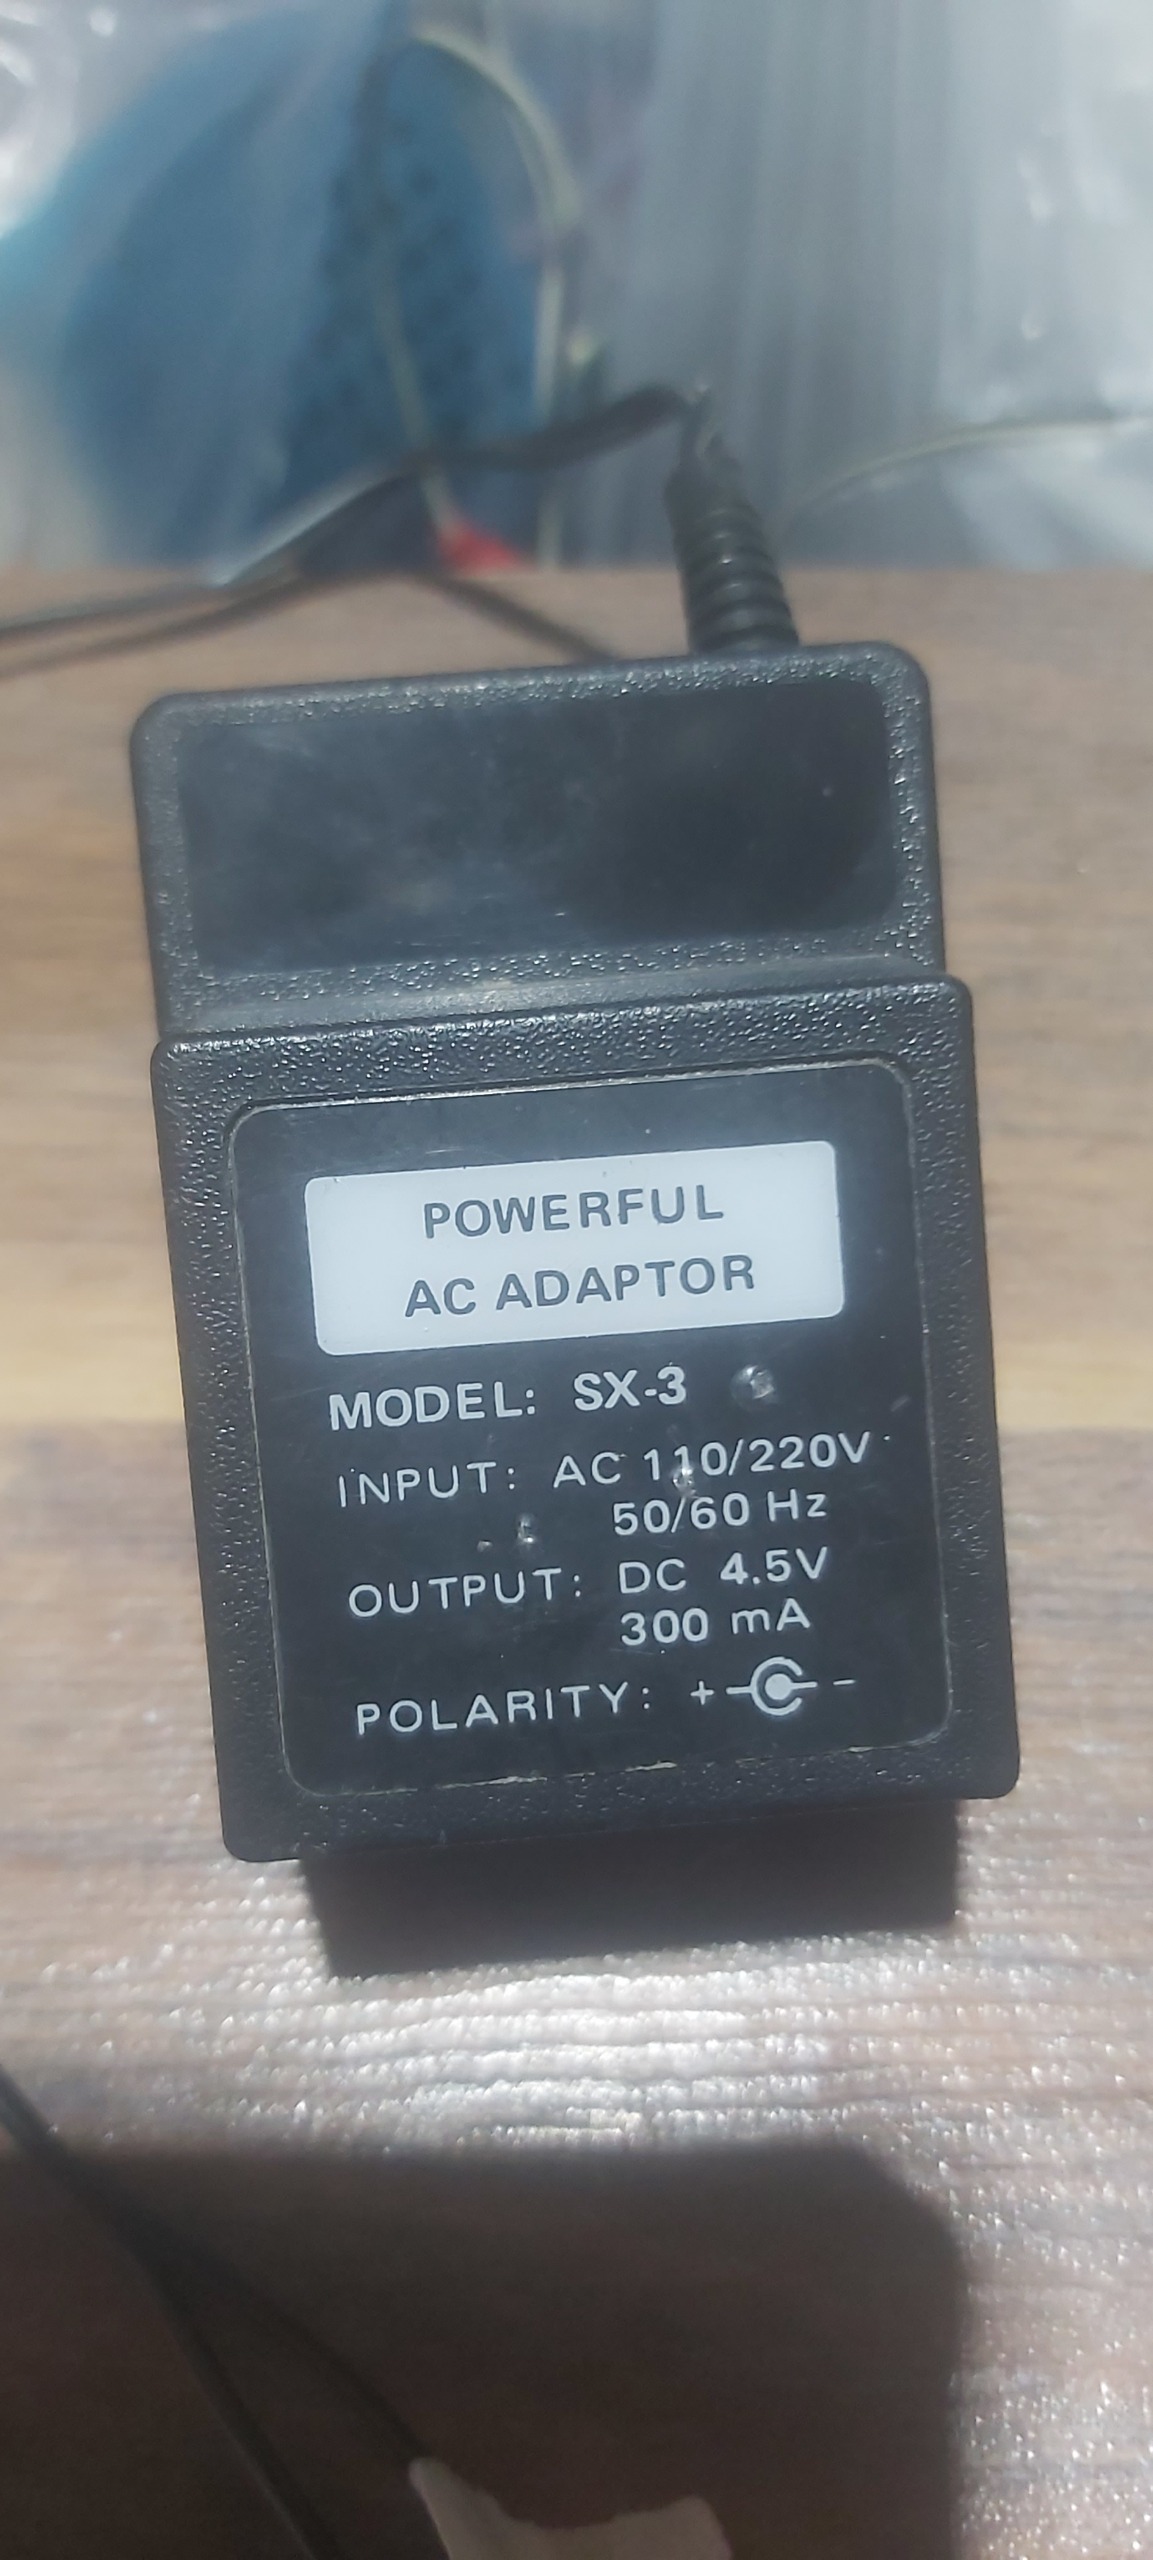 POWERFUL
AC ADAPTOR
MODEL: SX-3
INPUT: AC 110/220V
50/60 Hz
OUTPUT: DC 4.5V
300 mA
POLARITY: + -